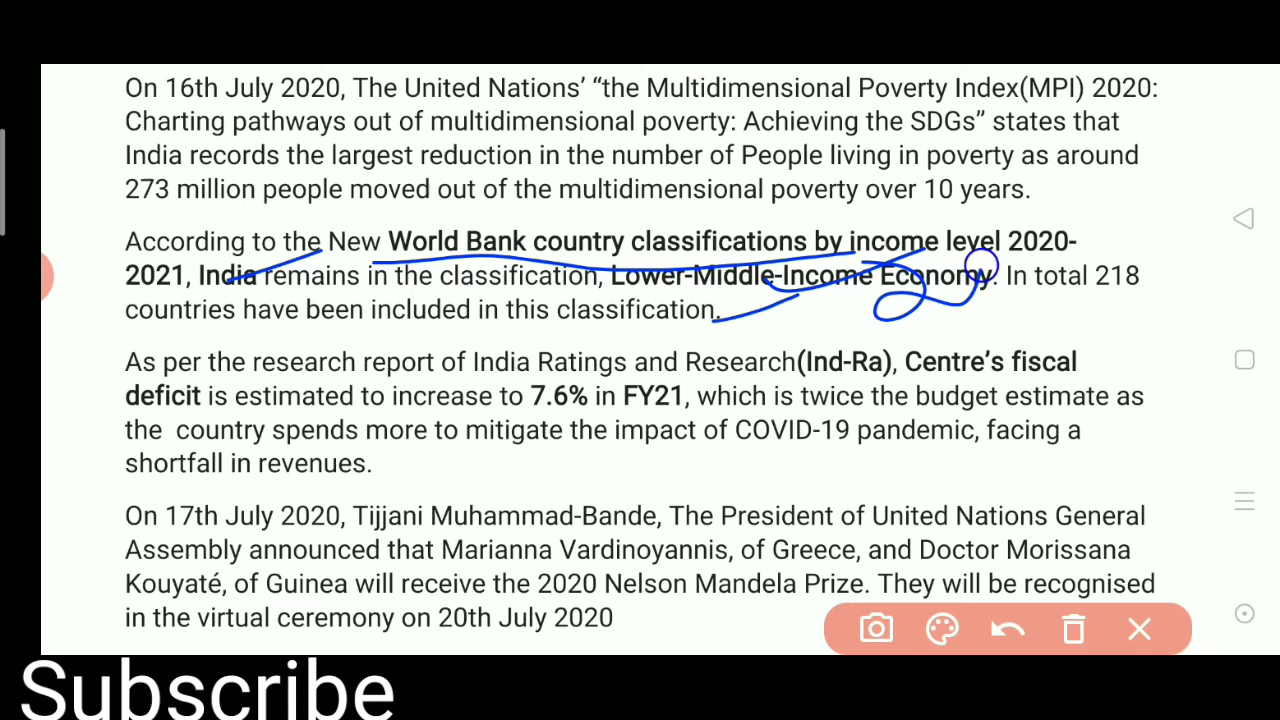 On 16th July 2020, The United Nations’ “the Multidimensional Poverty Index(MPI) 2020:
Charting pathways out of multidimensional poverty: Achieving the SDGs” states that
India records the largest reduction in the number of People living in poverty as around
273 million people moved out of the multidimensional poverty over 10 years.
According to the New World Bank country classifications by income level 2020-
2021, India remains in the classification, Lower-Middle-Income Economy. In total 218
countries have been included in this classification.
As per the research report of India Ratings and Research(Ind-Ra), Centre’s fiscal
deficit is estimated to increase to 7.6% in FY21, which is twice the budget estimate as
the country spends more to mitigate the impact of COVID-19 pandemic, facing a
shortfall in revenues.
On 17th July 2020, Tijjani Muhammad-Bande, The President of United Nations General
Assembly announced that Marianna Vardinoyannis, of Greece, and Doctor Morissana
Kouyaté, of Guinea will receive the 2020 Nelson Mandela Prize. They will be recognised
in the virtual ceremony on 20th July 2020
Subscribe